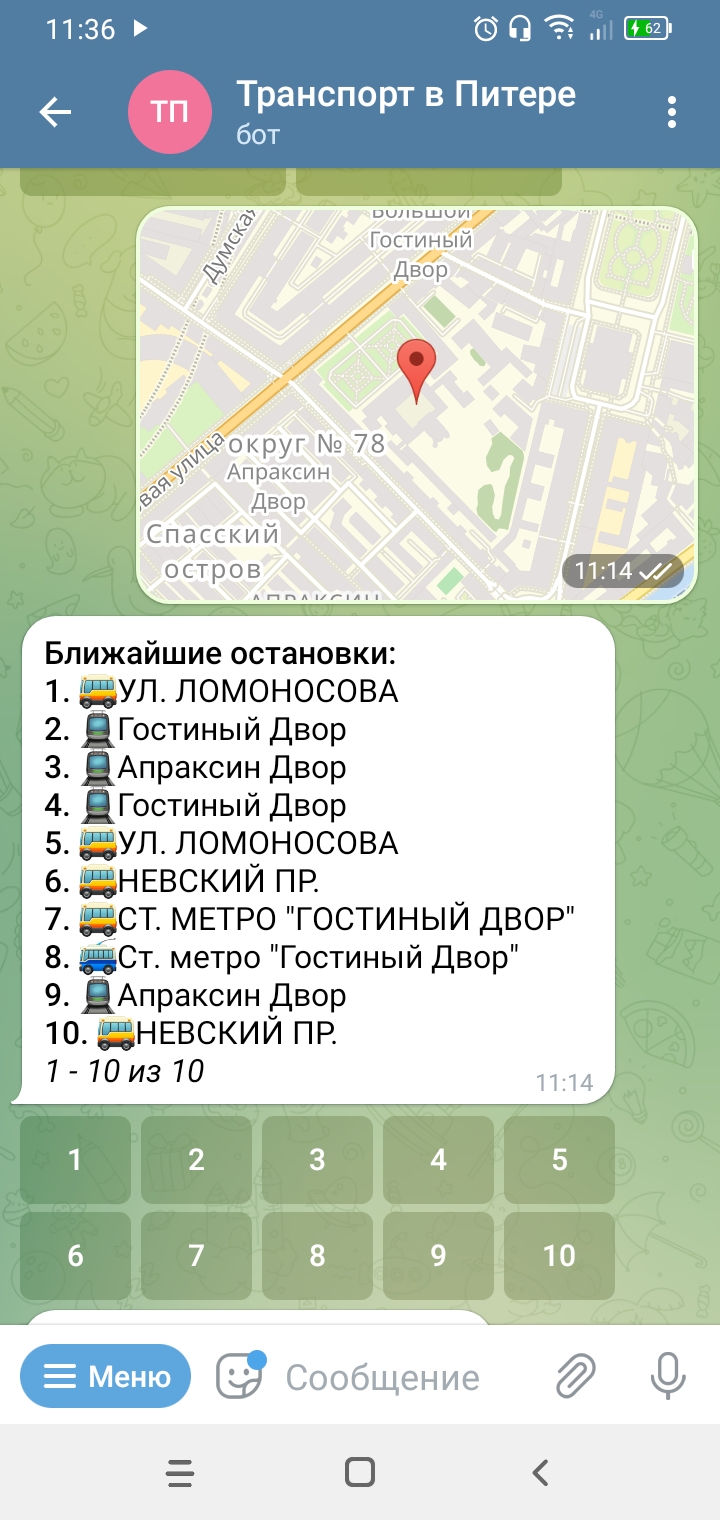 11:36
4G
62
ТП
Транспорт в Питере
бот
Думская
Большой
Гостиный
Двор
округ № 78
Апраксин
Двор
вая улица
Спасский
остров
АПРАКСИН
11:14
Ближайшие остановки:
1. УЛ. ЛОМОНОСОВА
2. Гостиный Двор
3. Апраксин Двор
4. Гостиный Двор
5. УЛ. ЛОМОНОСОВА
6. НЕВСКИЙ ПР.
7. СТ. МЕТРО "ГОСТИНЫЙ ДВОР"
8. Ст. метро "Гостиный Двор"
9. Апраксин Двор
10. НЕВСКИЙ ПР.
1 - 10 из 10
11:14
1 2 3 4 5
6 7 8 9 10
Меню
Сообщение